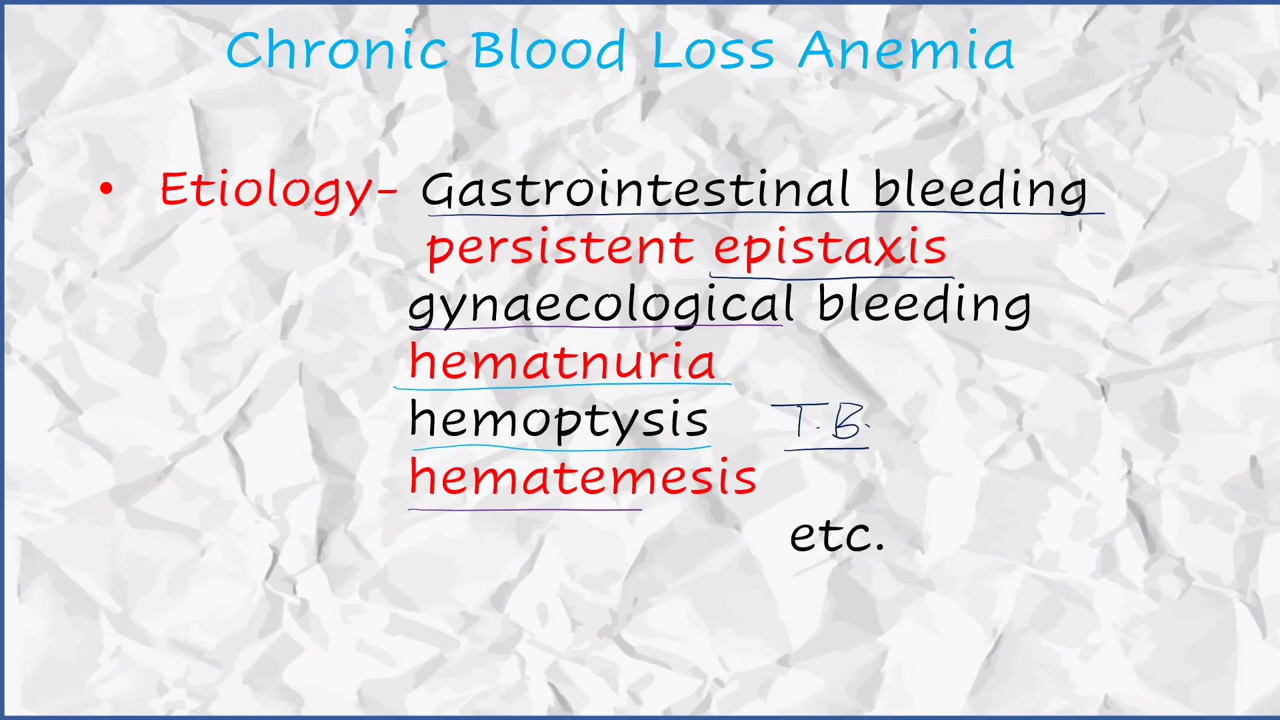 Chronic Blood Loss Anemia
• Etiology- Gastrointestinal bleeding
persistent epistaxis
gynaecological bleeding
hematnuria
hemoptysis T.B.
hematemesis
etc.